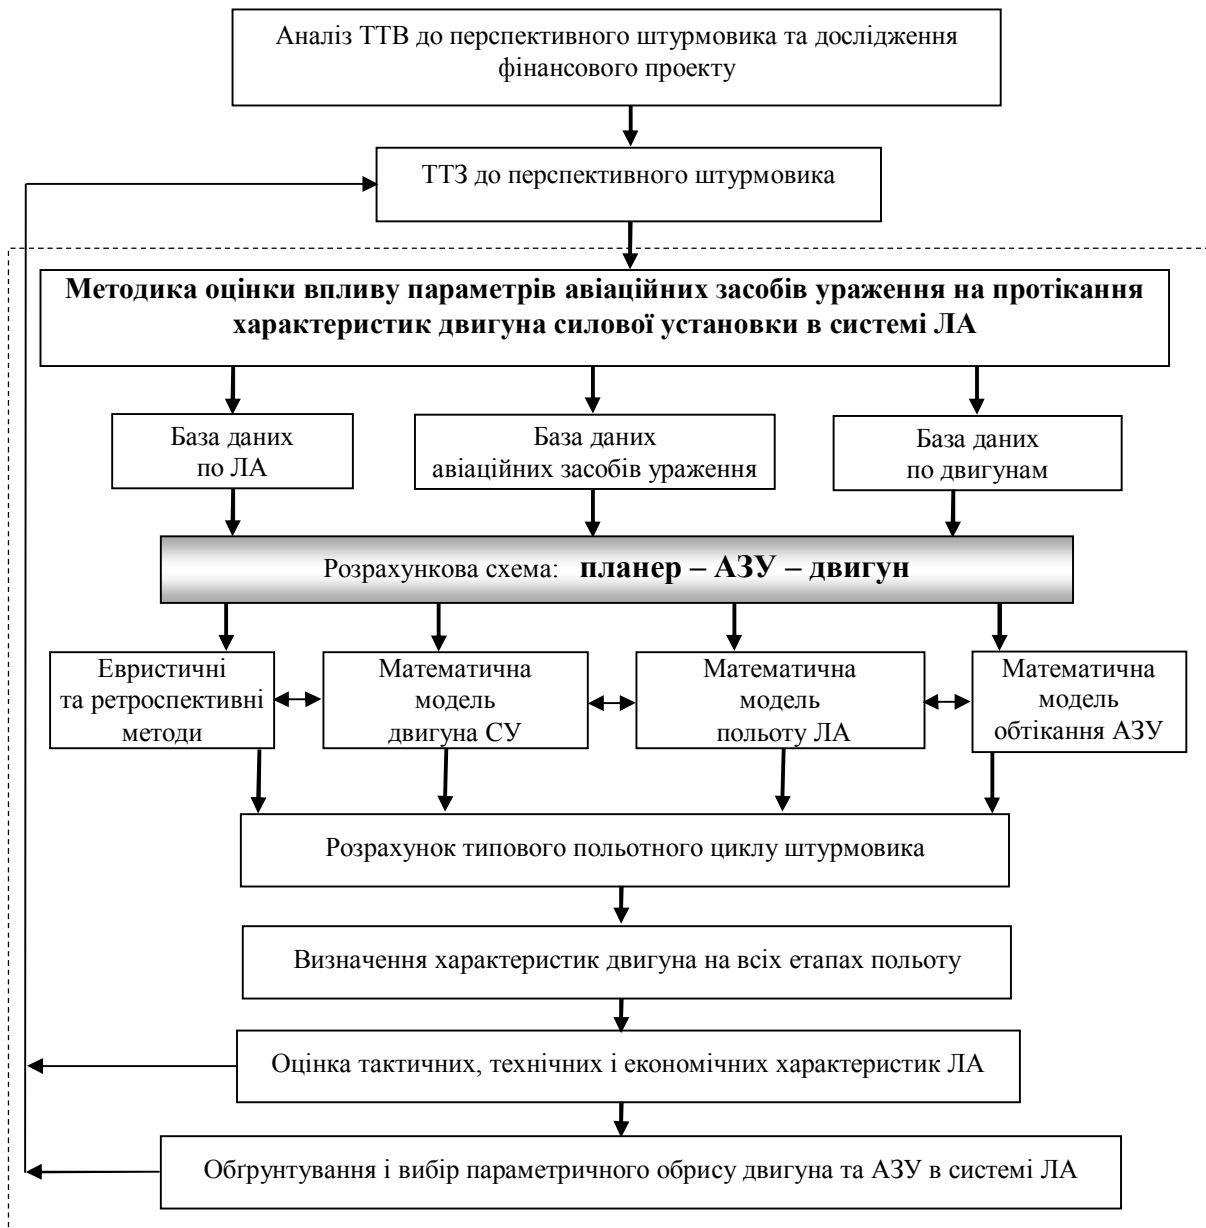 Аналіз ТТВ до перспективного штурмовика та дослідження
фінансового проекту
ТТЗ до перспективного штурмовика
Методика оцінки впливу параметрів авіаційних засобів ураження на протікання
характеристик двигуна силової установки в системі ЛА
База даних
по ЛА
База даних
авіаційних засобів ураження
База даних
по двигунам
Розрахункова схема: планер – АЗУ – двигун
Евристичні
та ретроспективні
методи
Математична
модель
двигуна СУ
Математична
модель
польоту ЛА
Математична
модель
обтікання АЗУ
Розрахунок типового польотного циклу штурмовика
Визначення характеристик двигуна на всіх етапах польоту
Оцінка тактичних, технічних і економічних характеристик ЛА
Обґрунтування і вибір параметричного обрису двигуна та АЗУ в системі ЛА